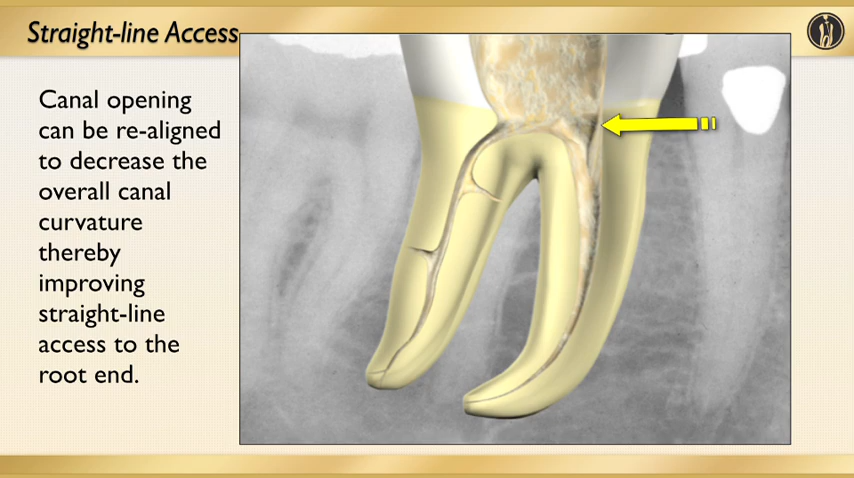 Straight-line Access
Canal opening
can be re-aligned
to decrease the
overall canal
curvature
thereby
improving
straight-line
access to the
root end.